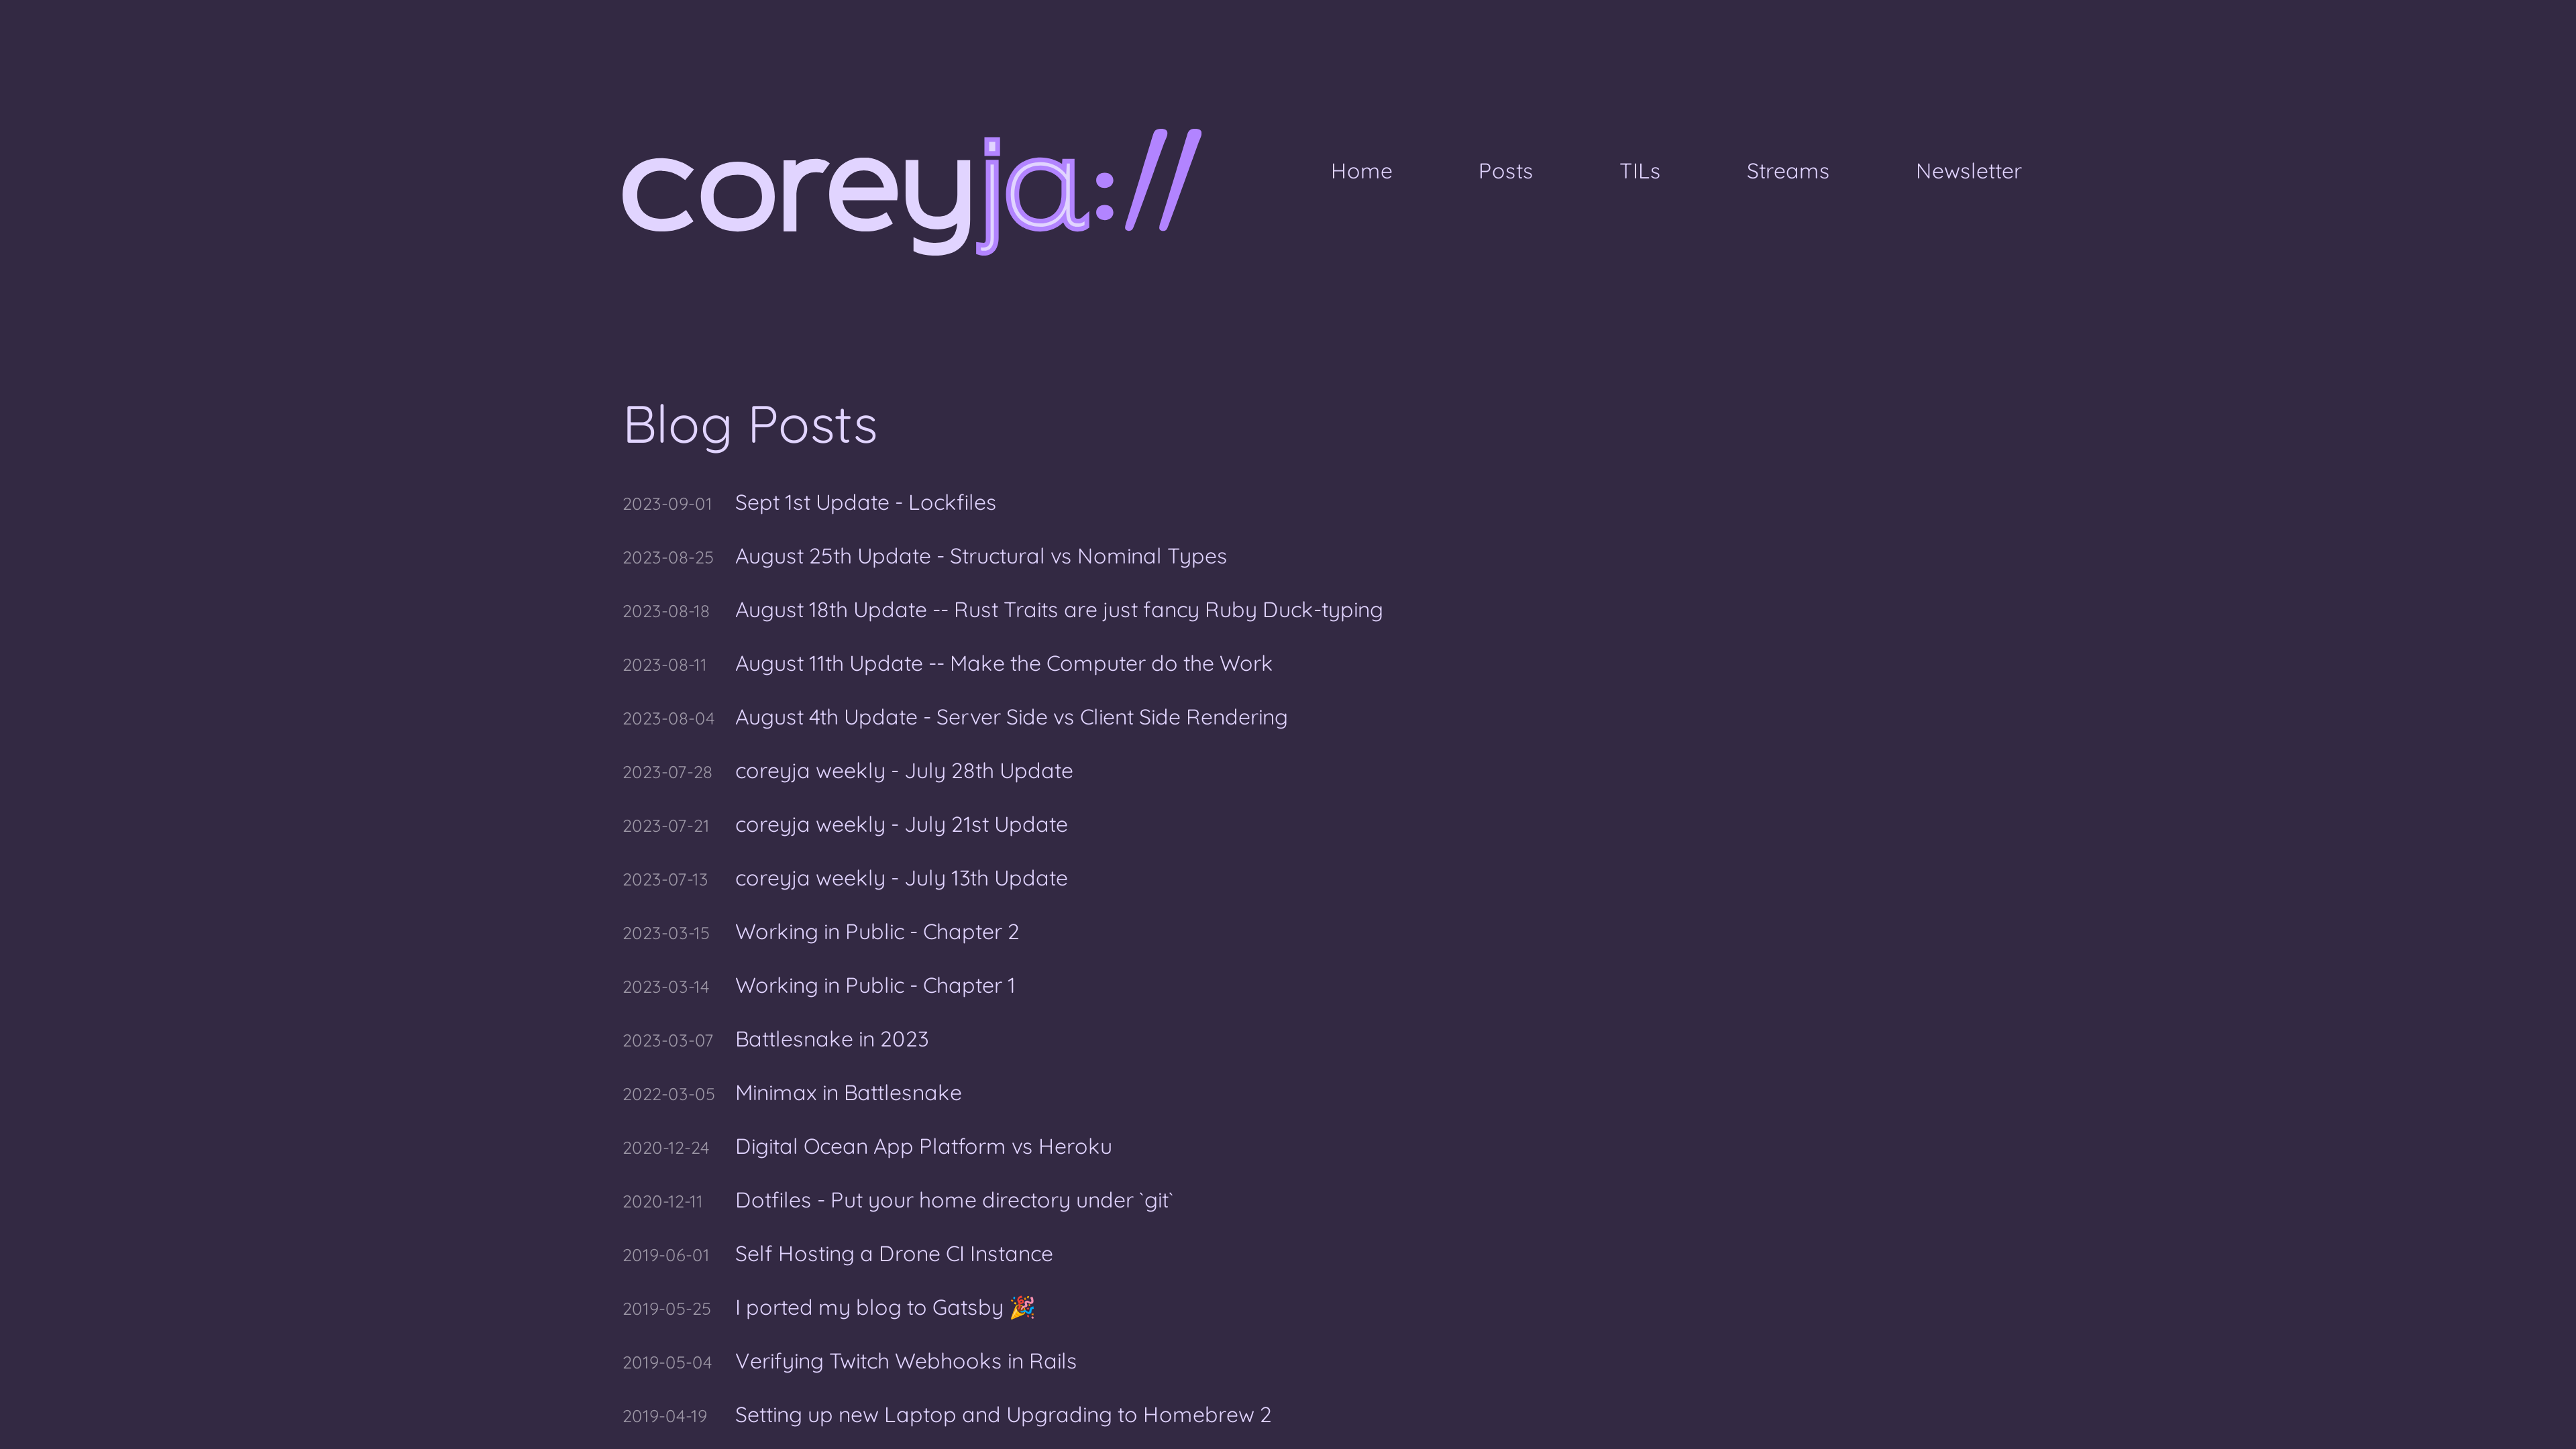 coreyja://
Home Posts TILs Streams Newsletter
Blog Posts
2023-09-01 Sept 1st Update - Lockfiles
2023-08-25 August 25th Update - Structural vs Nominal Types
2023-08-18 August 18th Update -- Rust Traits are just fancy Ruby Duck-typing
2023-08-11 August 11th Update -- Make the Computer do the Work
2023-08-04 August 4th Update - Server Side vs Client Side Rendering
2023-07-28 coreyja weekly - July 28th Update
2023-07-21 coreyja weekly - July 21st Update
2023-07-13 coreyja weekly - July 13th Update
2023-03-15 Working in Public - Chapter 2
2023-03-14 Working in Public - Chapter 1
2023-03-07 Battlesnake in 2023
2022-03-05 Minimax in Battlesnake
2020-12-24 Digital Ocean App Platform vs Heroku
2020-12-11 Dotfiles - Put your home directory under `git`
2019-06-01 Self Hosting a Drone CI Instance
2019-05-25 I ported my blog to Gatsby 🎉
2019-05-04 Verifying Twitch Webhooks in Rails
2019-04-19 Setting up new Laptop and Upgrading to Homebrew 2